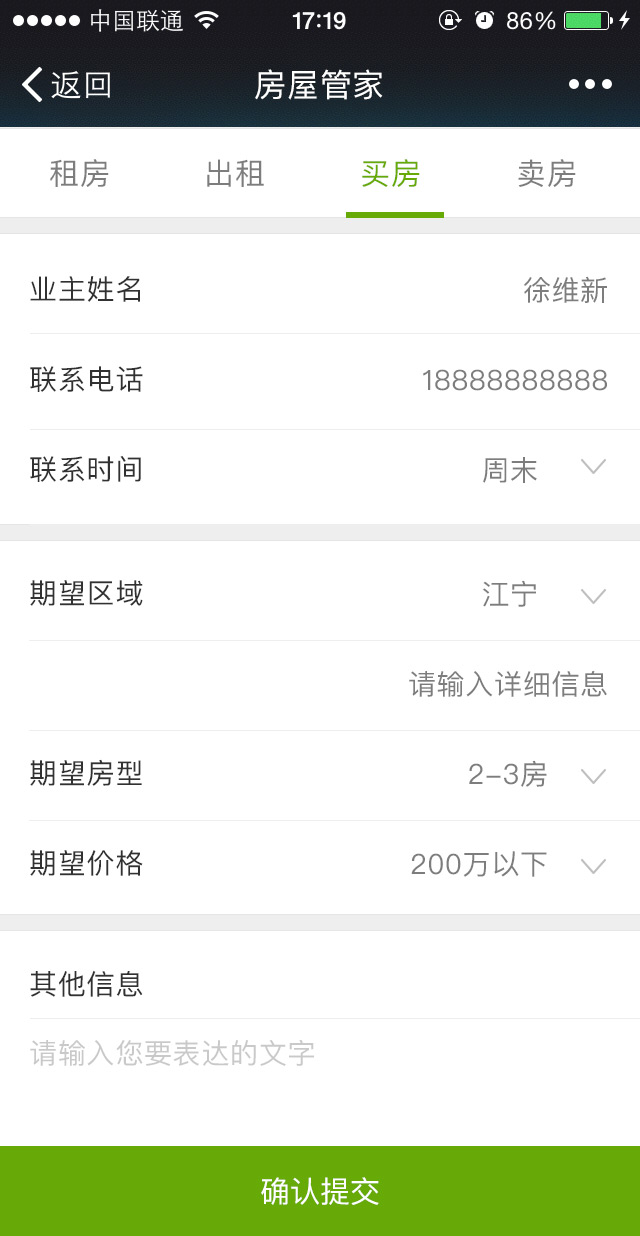 中国联通 17:19 86%
返回 房屋管家
租房 出租 买房 卖房
业主姓名 徐维新
联系电话 18888888888
联系时间 周末
期望区域 江宁
请输入详细信息
期望房型 2-3房
期望价格 200万以下
其他信息
请输入您要表达的文字
确认提交